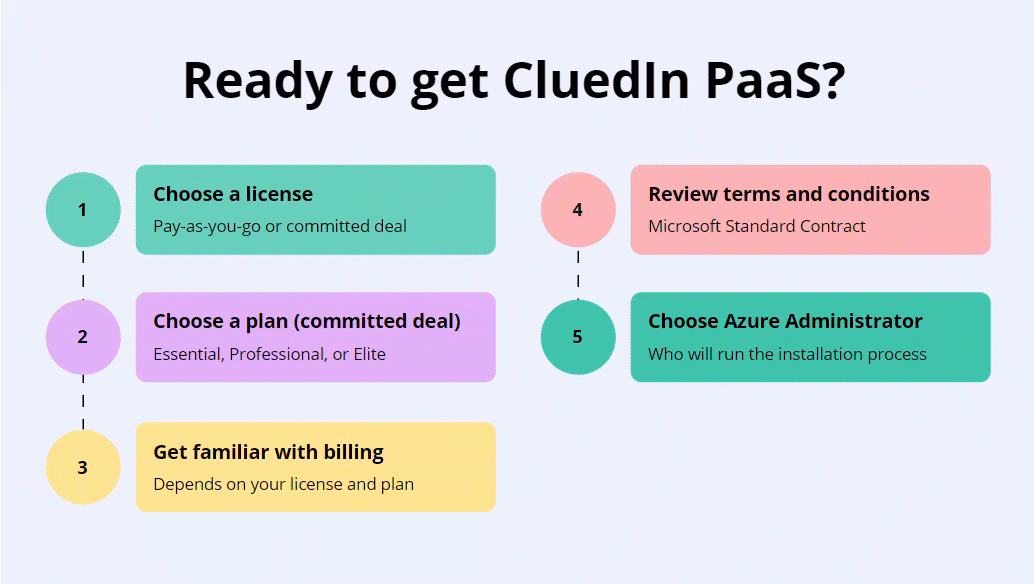 Ready to get CluedIn PaaS?
1
Choose a license
Pay-as-you-go or committed deal
2
Choose a plan (committed deal)
Essential, Professional, or Elite
3
Get familiar with billing
Depends on your license and plan
4
Review terms and conditions
Microsoft Standard Contract
5
Choose Azure Administrator
Who will run the installation process